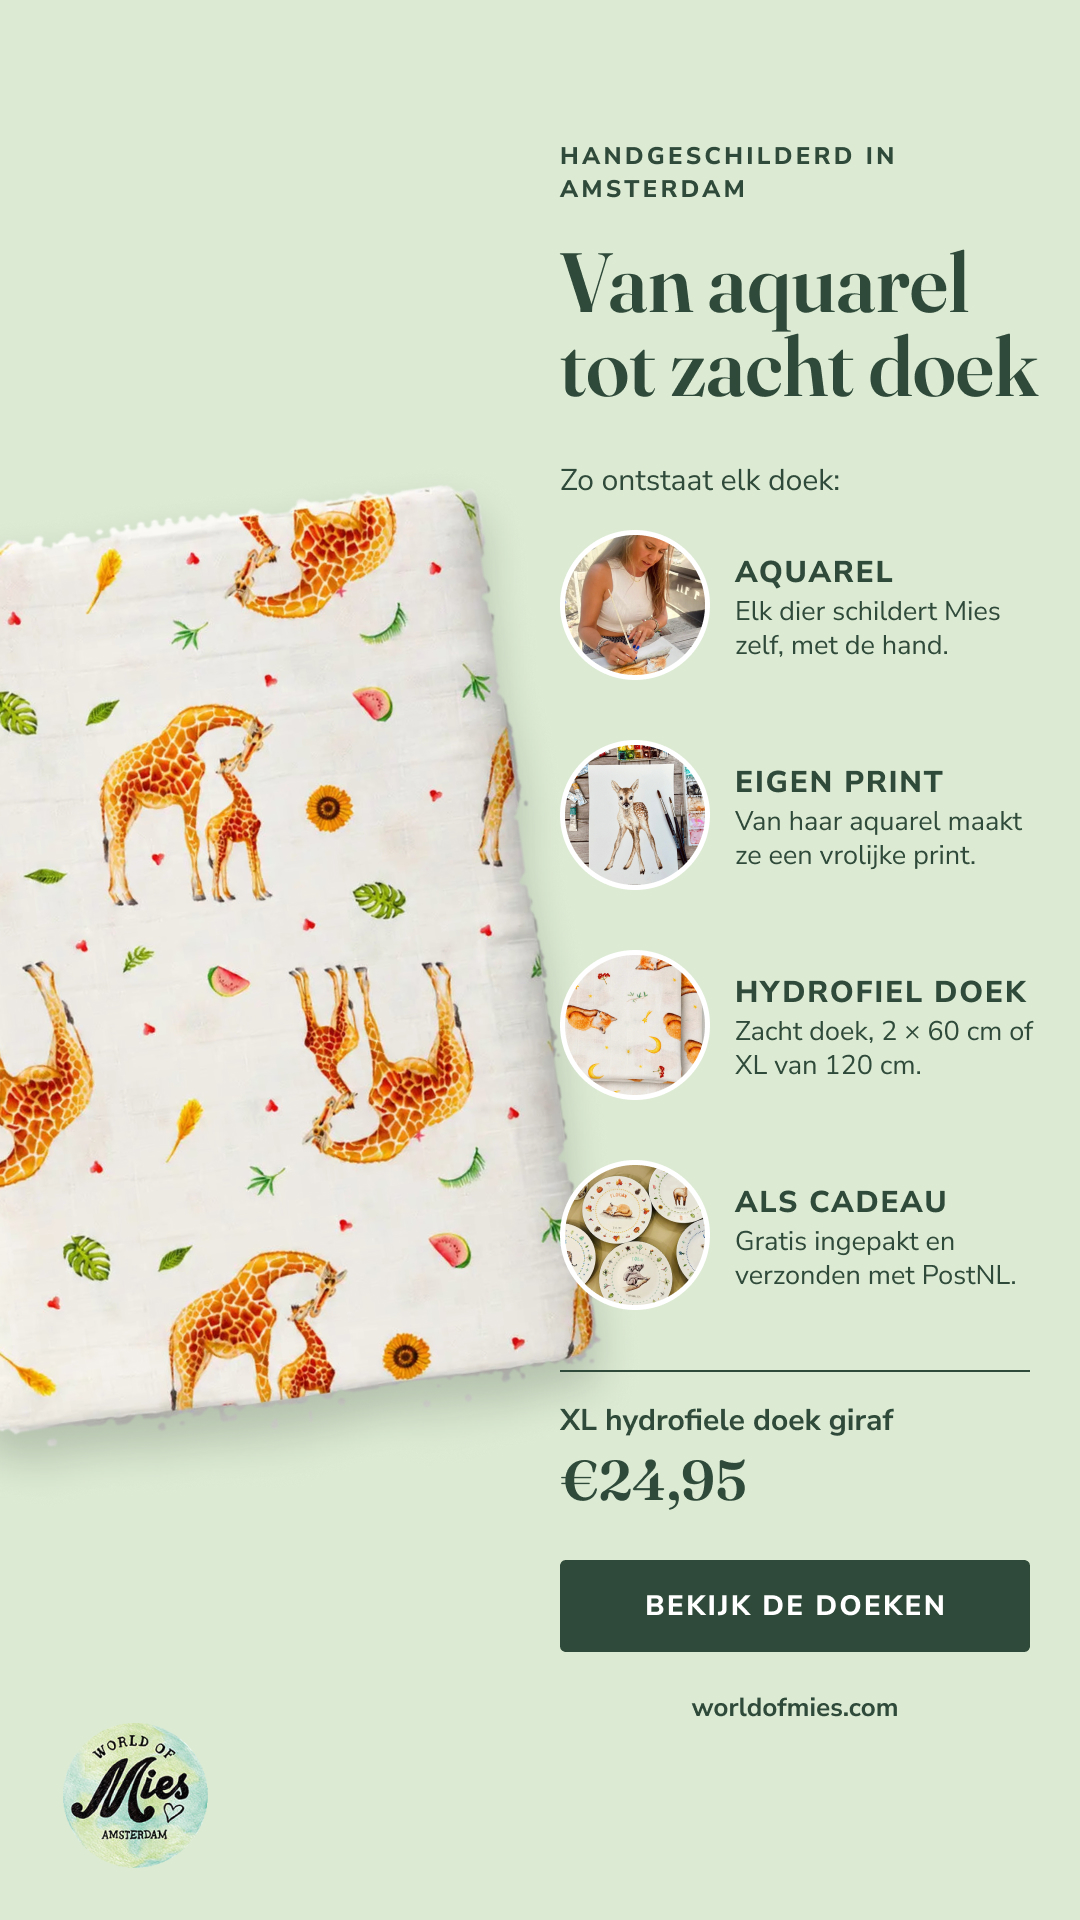 HANDGESCHILDERD IN
AMSTERDAM
Van aquarel
tot zacht doek
Zo ontstaat elk doek:
AQUAREL
Elk dier schildert Mies
zelf, met de hand.
EIGEN PRINT
Van haar aquarel maakt
ze een vrolijke print.
HYDROFIEL DOEK
Zacht doek, 2 × 60 cm of
XL van 120 cm.
ALS CADEAU
Gratis ingepakt en
verzonden met PostNL.
XL hydrofiele doek giraf
€24,95
BEKIJK DE DOEKEN
worldofmies.com
WORLD OF
Mies
AMSTERDAM